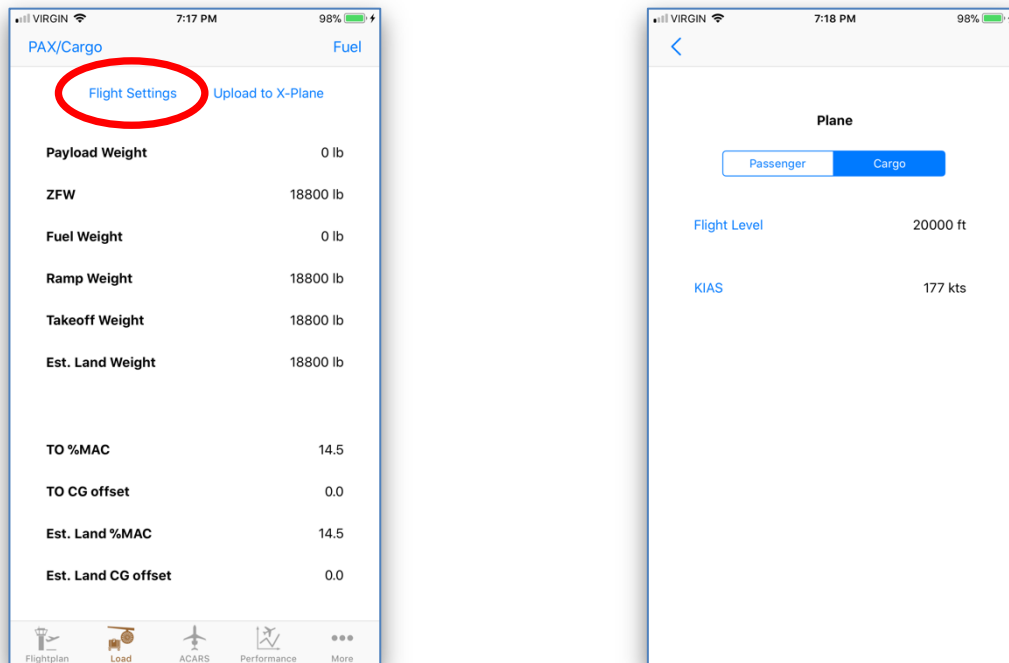 VIRGIN 7:17 PM 98%
PAX/Cargo Fuel
Flight Settings Upload to X-Plane
Payload Weight 0 lb
ZFW 18800 lb
Fuel Weight 0 lb
Ramp Weight 18800 lb
Takeoff Weight 18800 lb
Est. Land Weight 18800 lb
TO %MAC 14.5
TO CG offset 0.0
Est. Land %MAC 14.5
Est. Land CG offset 0.0
Flightplan Load ACARS Performance More
VIRGIN 7:18 PM 98%
Plane
Passenger Cargo
Flight Level 20000 ft
KIAS 177 kts